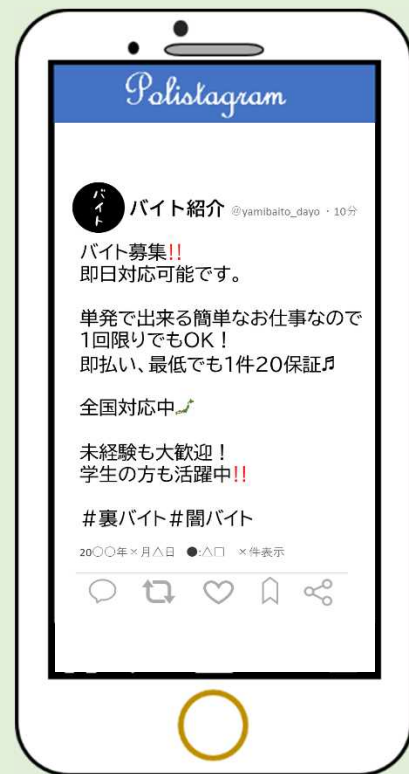 Polistagram
バイト
バイト紹介 @yamibaito_dayo ・10分
バイト募集!!
即日対応可能です。
単発で出来る簡単なお仕事なので
1回限りでもOK！
即払い、最低でも1件20保証♬
全国対応中🗾
未経験も大歓迎！
学生の方も活躍中!!
＃裏バイト＃闇バイト
20〇〇年×月△日 ●:△□ ×件表示